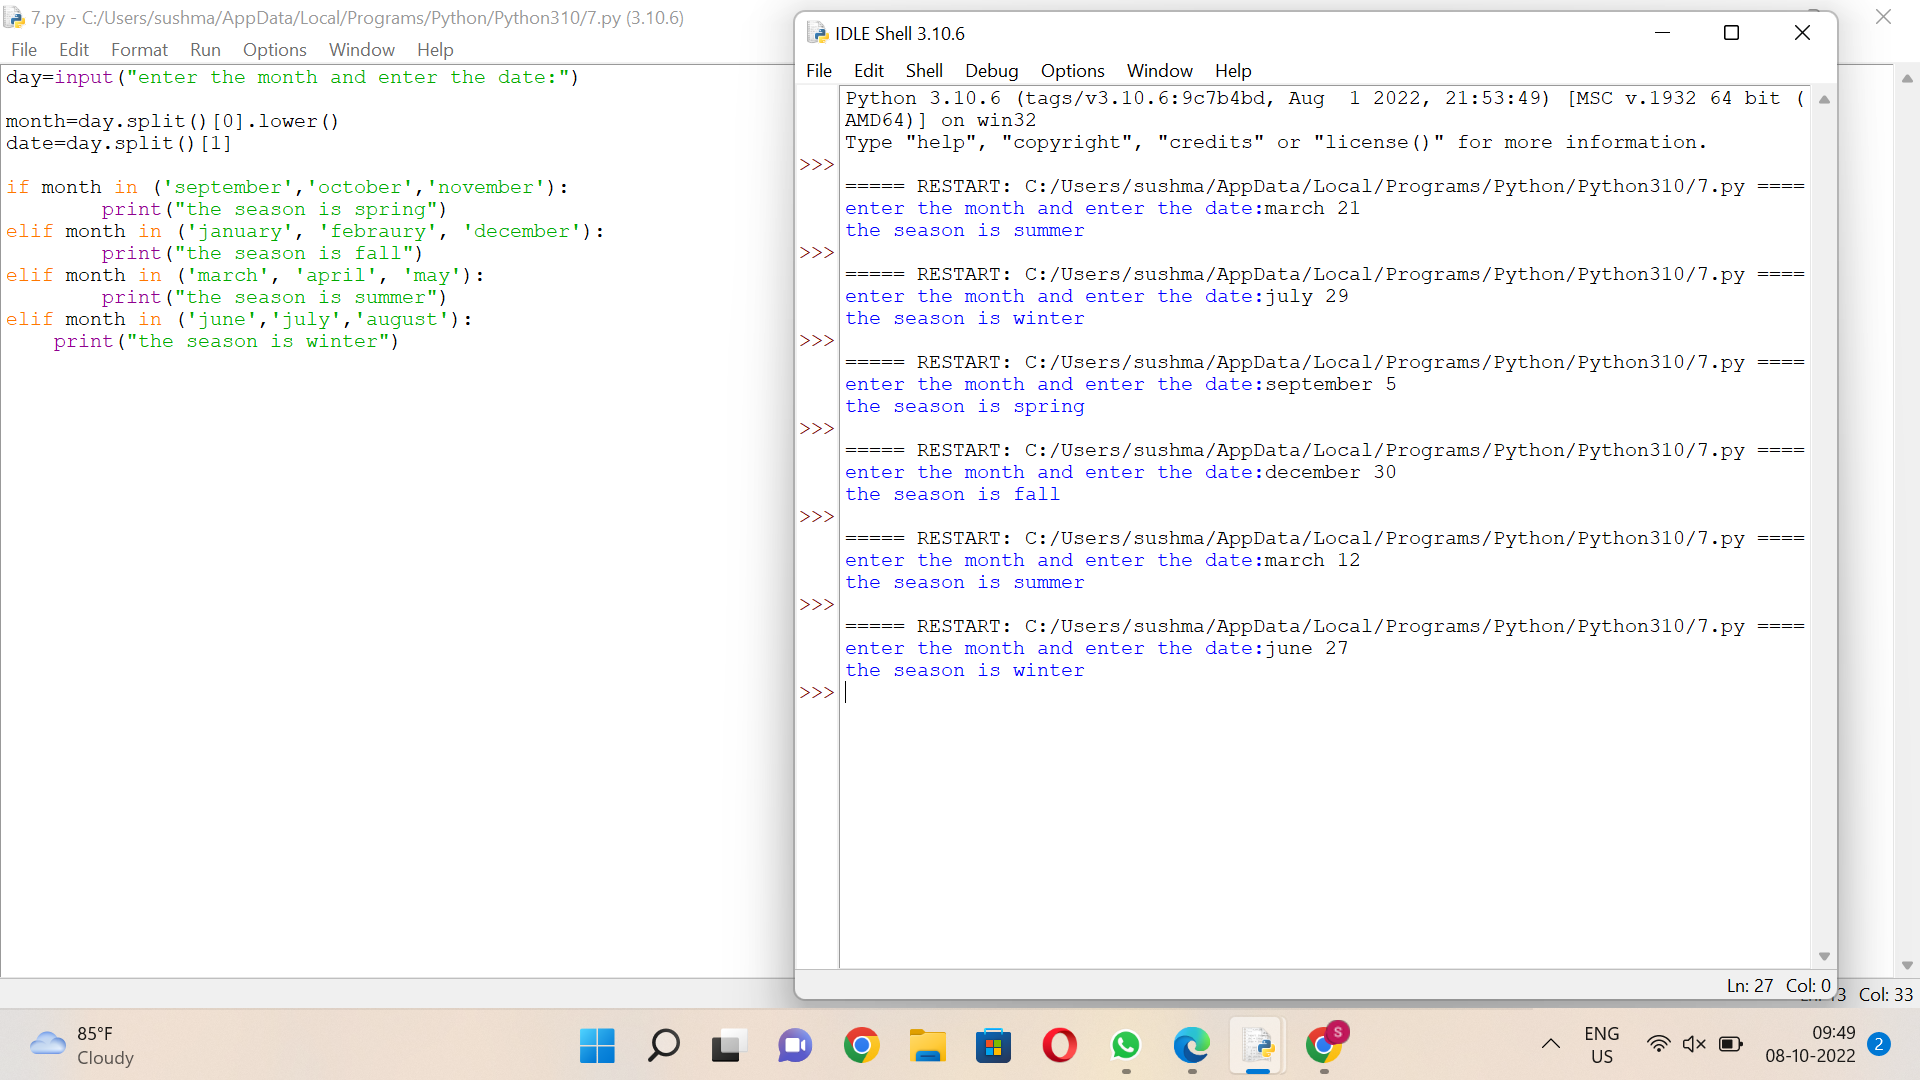 7.py - C:/Users/sushma/AppData/Local/Programs/Python/Python310/7.py (3.10.6)
File Edit Format Run Options Window Help
day=input("enter the month and enter the date:")
month=day.split()[0].lower()
date=day.split()[1]
if month in ('september','october','november'):
        print("the season is spring")
elif month in ('january', 'febraury', 'december'):
        print("the season is fall")
elif month in ('march', 'april', 'may'):
        print("the season is summer")
elif month in ('june','july','august'):
    print("the season is winter")
Col: 33
IDLE Shell 3.10.6
File Edit Shell Debug Options Window Help
Python 3.10.6 (tags/v3.10.6:9c7b4bd, Aug  1 2022, 21:53:49) [MSC v.1932 64 bit (
AMD64)] on win32
Type "help", "copyright", "credits" or "license()" for more information.
>>>
===== RESTART: C:/Users/sushma/AppData/Local/Programs/Python/Python310/7.py ====
enter the month and enter the date:march 21
the season is summer
>>>
===== RESTART: C:/Users/sushma/AppData/Local/Programs/Python/Python310/7.py ====
enter the month and enter the date:july 29
the season is winter
>>>
===== RESTART: C:/Users/sushma/AppData/Local/Programs/Python/Python310/7.py ====
enter the month and enter the date:september 5
the season is spring
>>>
===== RESTART: C:/Users/sushma/AppData/Local/Programs/Python/Python310/7.py ====
enter the month and enter the date:december 30
the season is fall
>>>
===== RESTART: C:/Users/sushma/AppData/Local/Programs/Python/Python310/7.py ====
enter the month and enter the date:march 12
the season is summer
>>>
===== RESTART: C:/Users/sushma/AppData/Local/Programs/Python/Python310/7.py ====
enter the month and enter the date:june 27
the season is winter
>>>
Ln: 27 Col: 0
85°F
Cloudy
S
ENG
US
09:49
08-10-2022
2